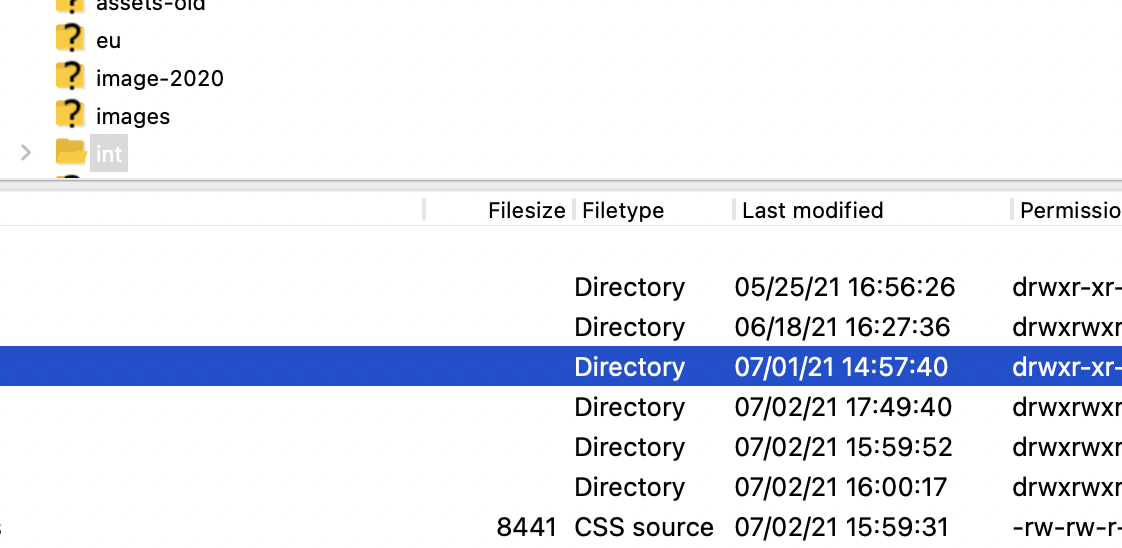 assets-old
eu
image-2020
images
int
Filesize Filetype Last modified Permissio
Directory 05/25/21 16:56:26 drwxr-xr-
Directory 06/18/21 16:27:36 drwxrwxr
Directory 07/01/21 14:57:40 drwxr-xr-
Directory 07/02/21 17:49:40 drwxrwxr
Directory 07/02/21 15:59:52 drwxrwxr
Directory 07/02/21 16:00:17 drwxrwxr
8441 CSS source 07/02/21 15:59:31 -rw-rw-r-